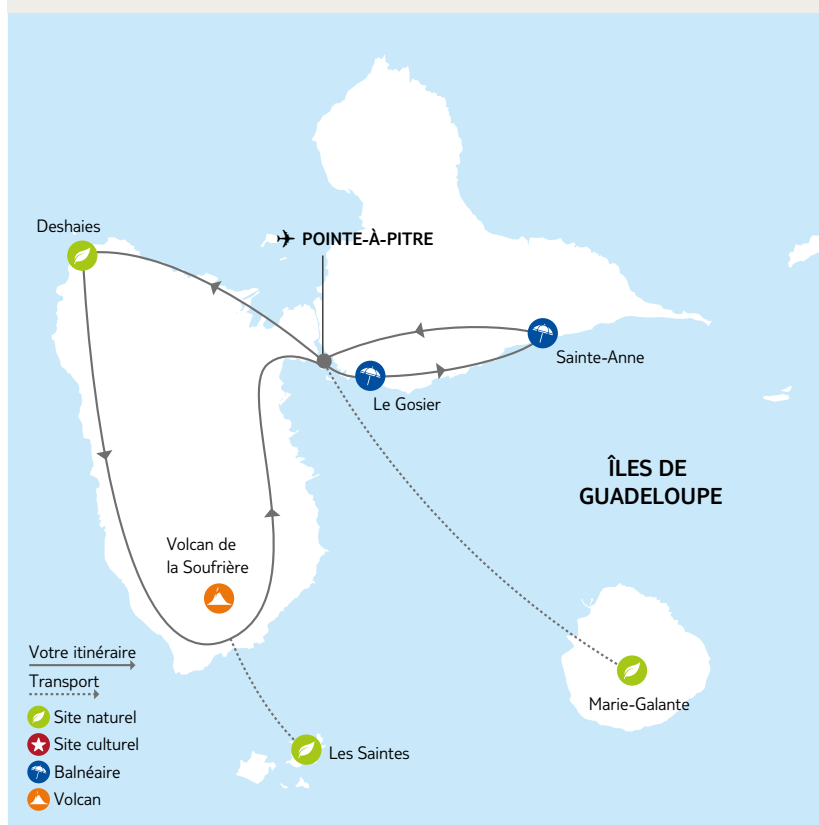 Deshaies
POINTE-À-PITRE
Sainte-Anne
Le Gosier
ÎLES DE
GUADELOUPE
Volcan de
la Soufrière
Marie-Galante
Les Saintes
Votre itinéraire
Transport
Site naturel
Site culturel
Balnéaire
Volcan